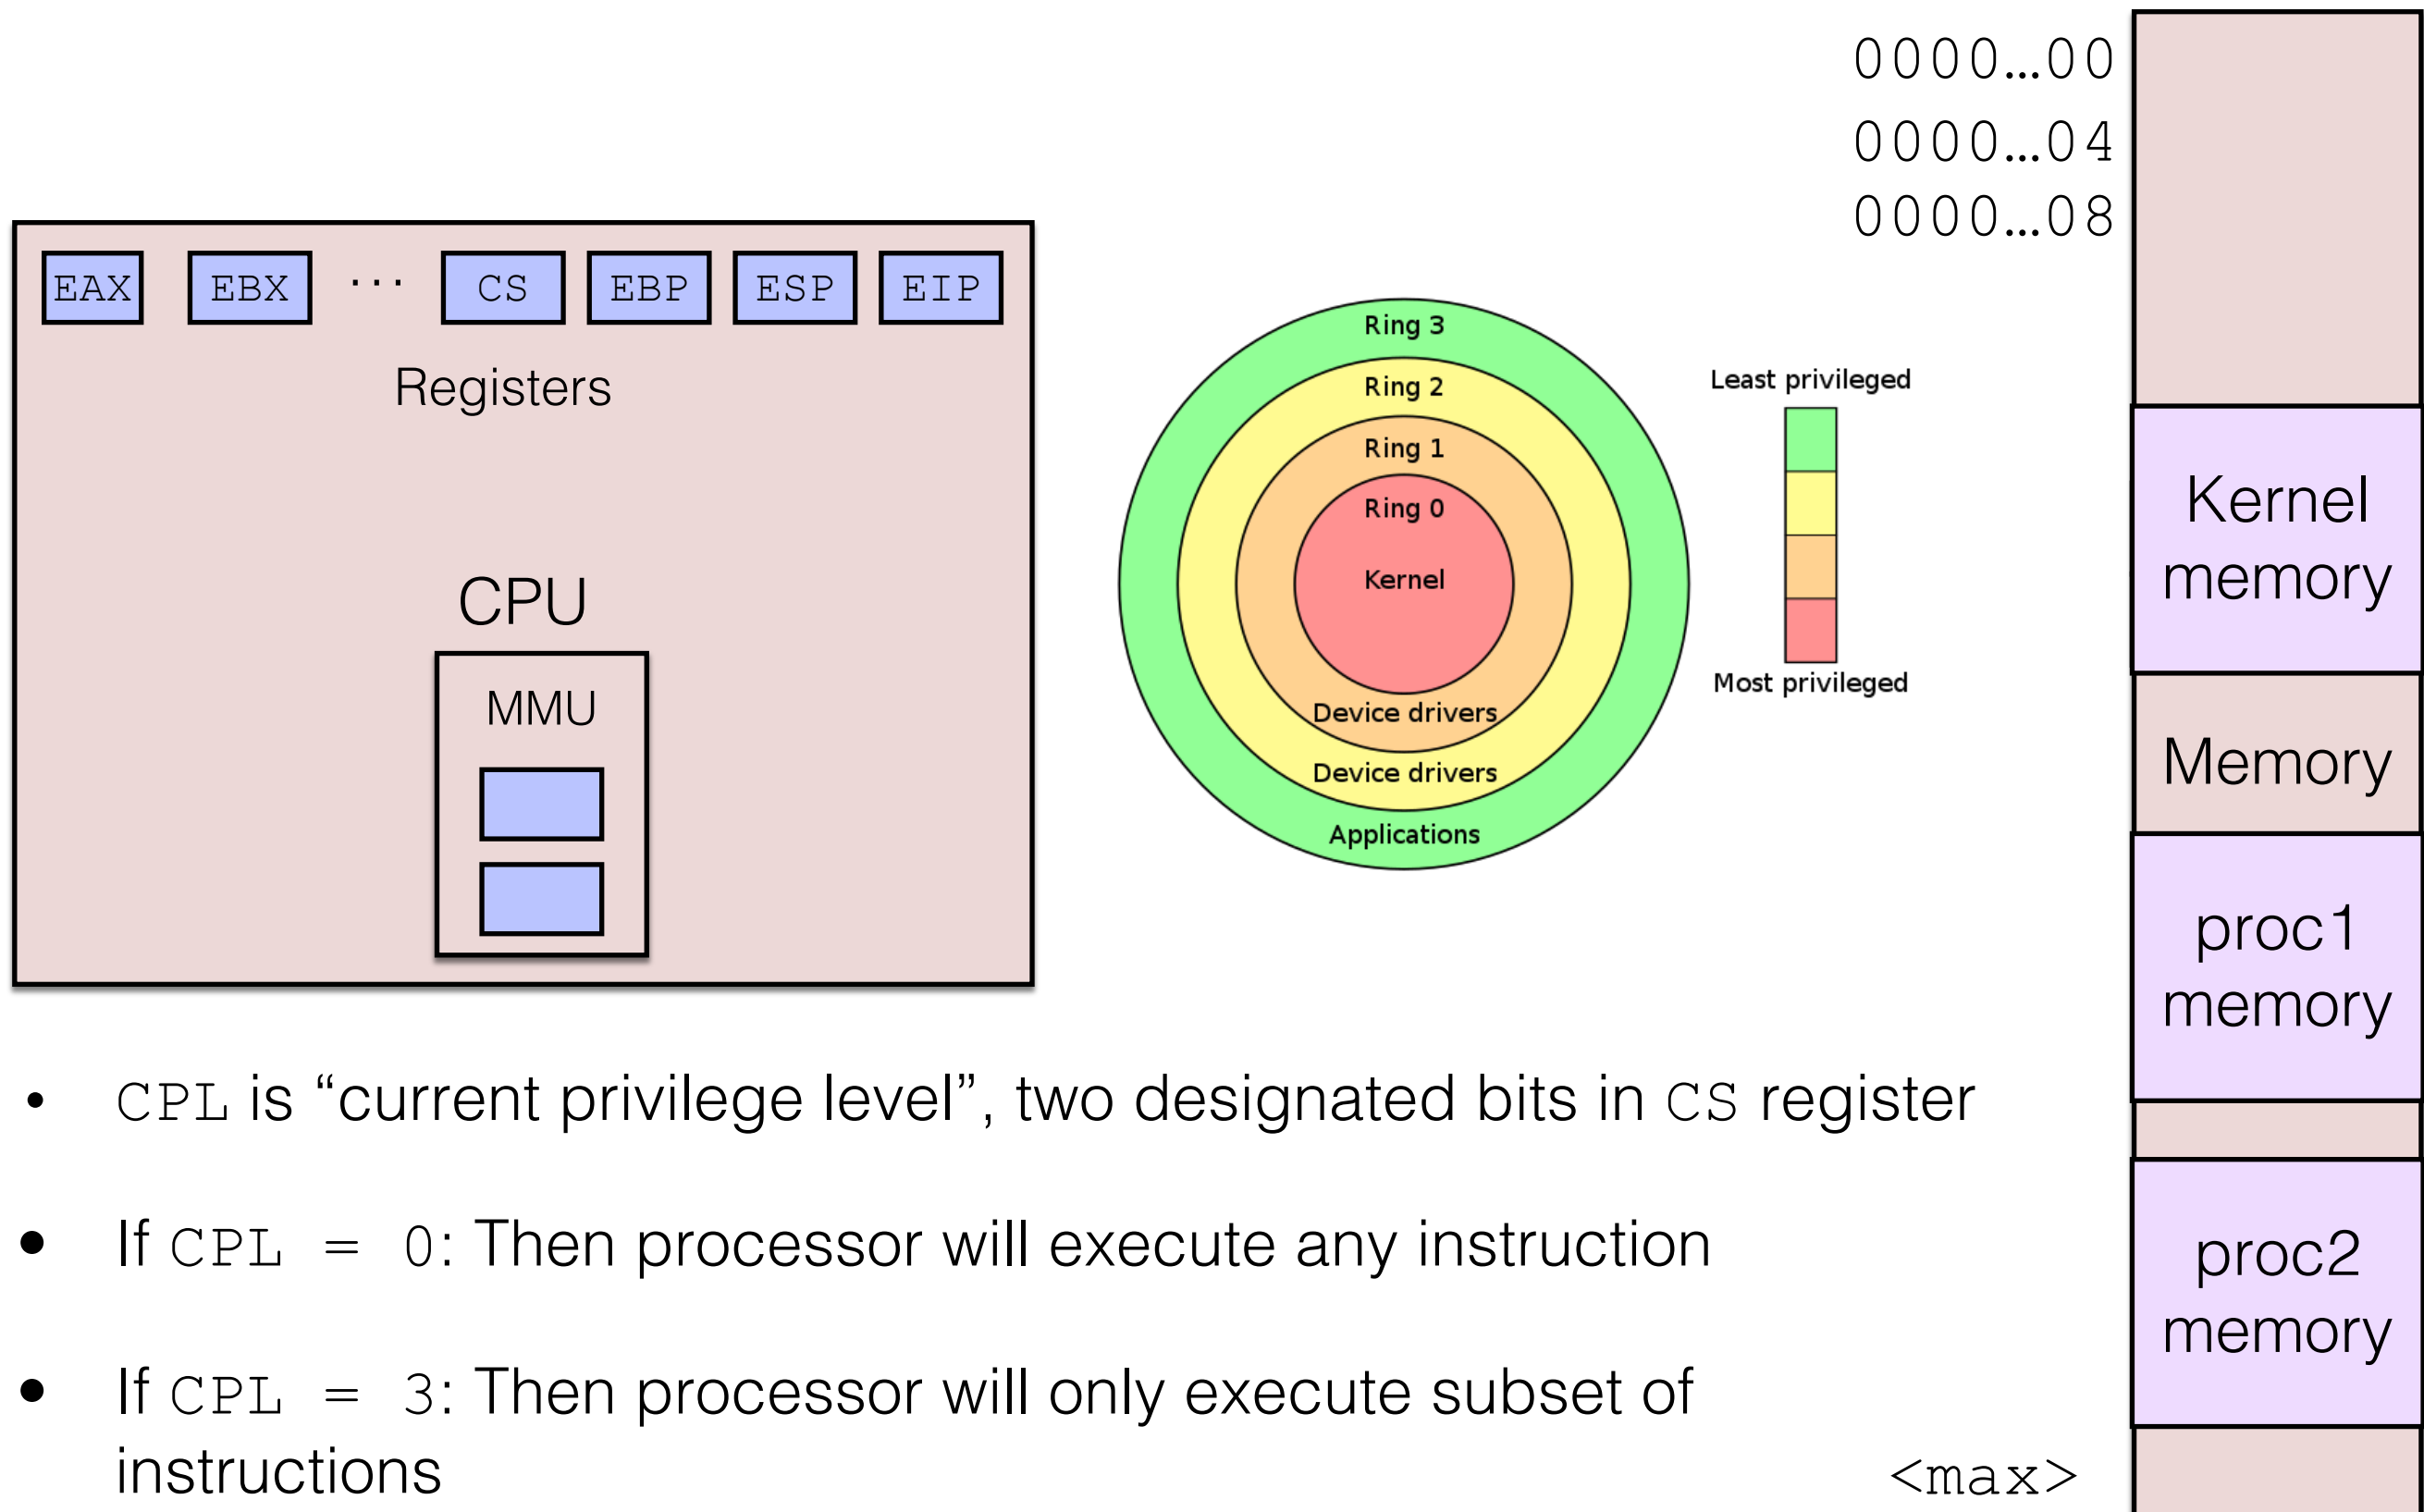 0000…00
0000…04
0000…08
EAX EBX ... CS EBP ESP EIP
Registers
CPU
MMU
Ring 3
Ring 2
Ring 1
Ring 0
Kernel
Device drivers
Device drivers
Applications
Least privileged
Most privileged
Kernel
memory
Memory
proc1
memory
proc2
memory
• CPL is “current privilege level”, two designated bits in CS register
• If CPL = 0: Then processor will execute any instruction
• If CPL = 3: Then processor will only execute subset of
instructions
<max>